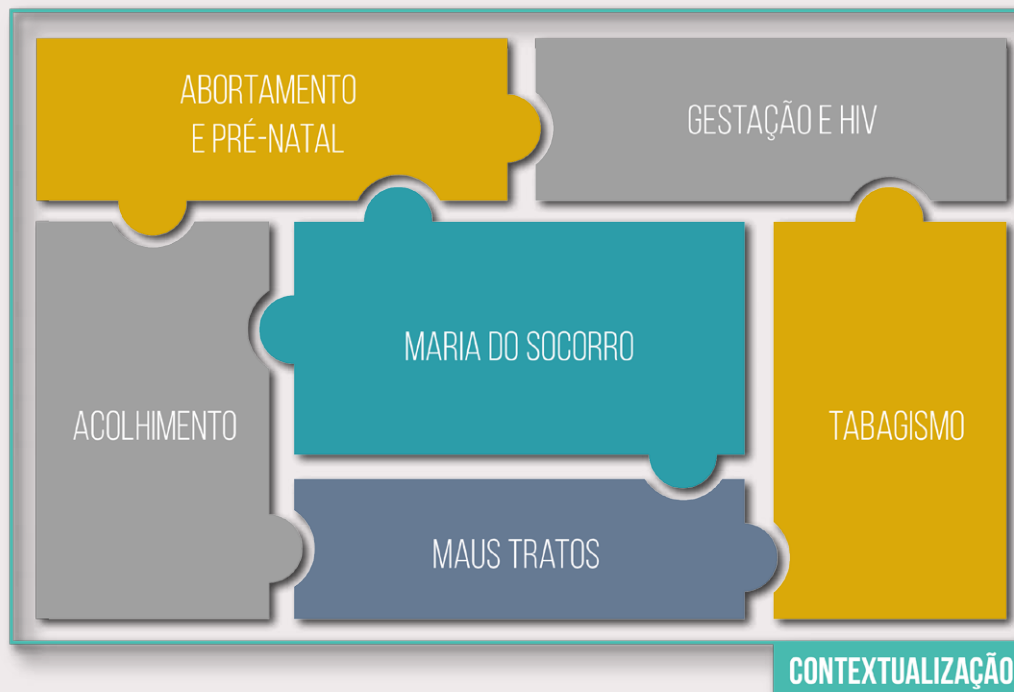 ABORTAMENTO
E PRÉ-NATAL
GESTAÇÃO E HIV
MARIA DO SOCORRO
ACOLHIMENTO
TABAGISMO
MAUS TRATOS
CONTEXTUALIZAÇÃO